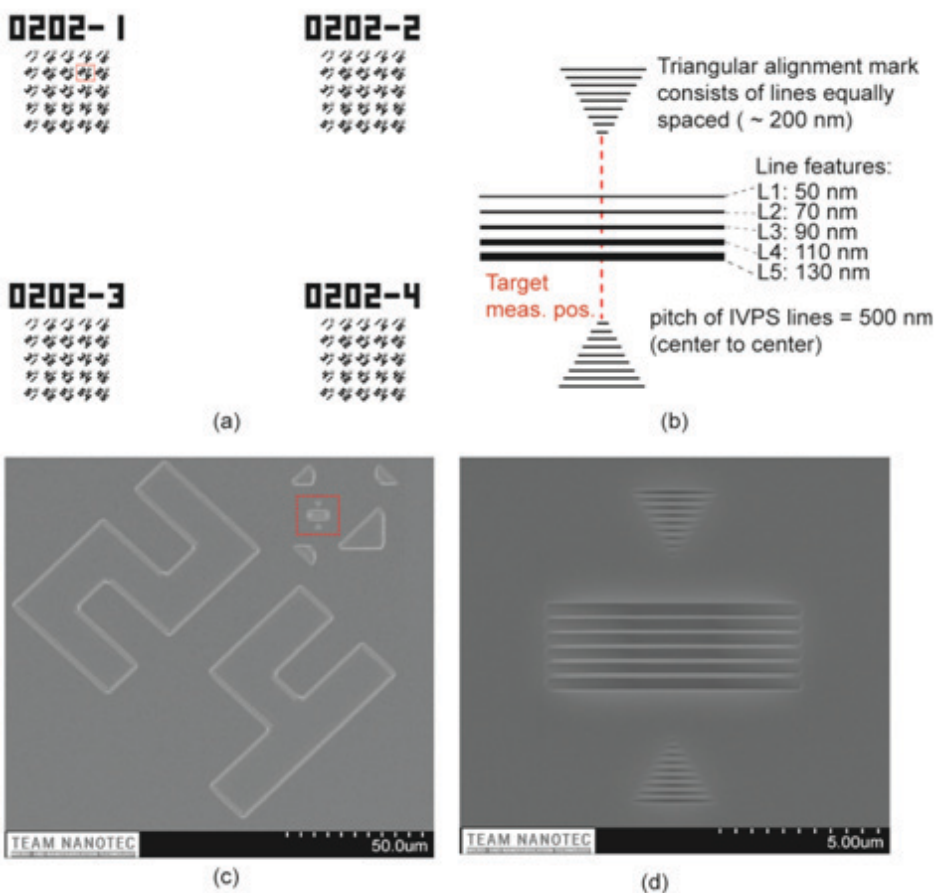 0202-1
0202-2
0202-3
0202-4
(a)
Triangular alignment mark
consists of lines equally
spaced ( ~ 200 nm)
Line features:
L1: 50 nm
L2: 70 nm
L3: 90 nm
L4: 110 nm
L5: 130 nm
Target
meas. pos.
pitch of IVPS lines = 500 nm
(center to center)
(b)
TEAM NANOTEC
50.0um
(c)
TEAM NANOTEC
5.00um
(d)